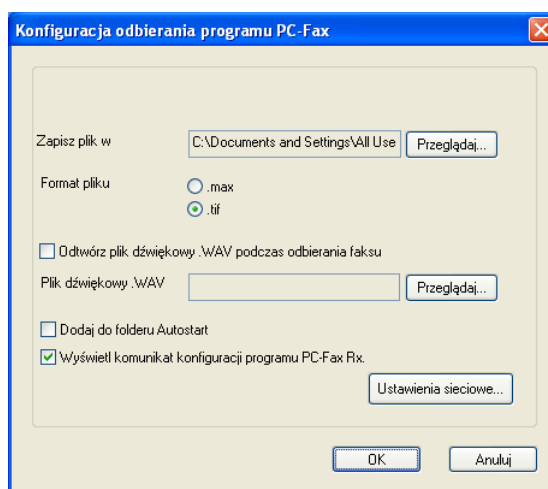 Konfiguracja odbierania programu PC-Fax
Zapisz plik w C:\Documents and Settings\All Use Przeglądaj...
Format pliku .max
.tif
Odtwórz plik dźwiękowy .WAV podczas odbierania faksu
Plik dźwiękowy .WAV Przeglądaj...
Dodaj do folderu Autostart
Wyświetl komunikat konfiguracji programu PC-Fax Rx.
Ustawienia sieciowe...
OK Anuluj